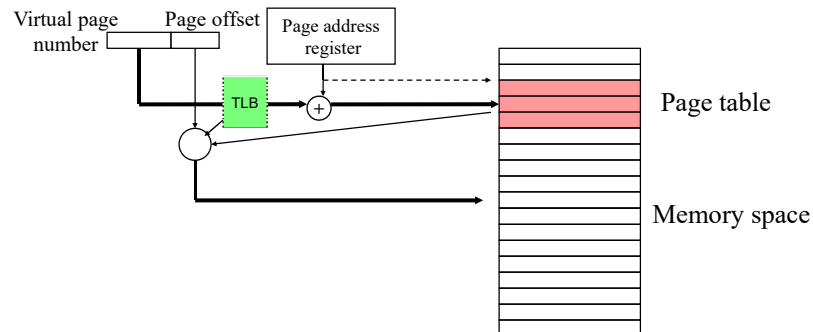 Virtual page
number
Page offset
Page address
register
TLB
+
Page table
Memory space